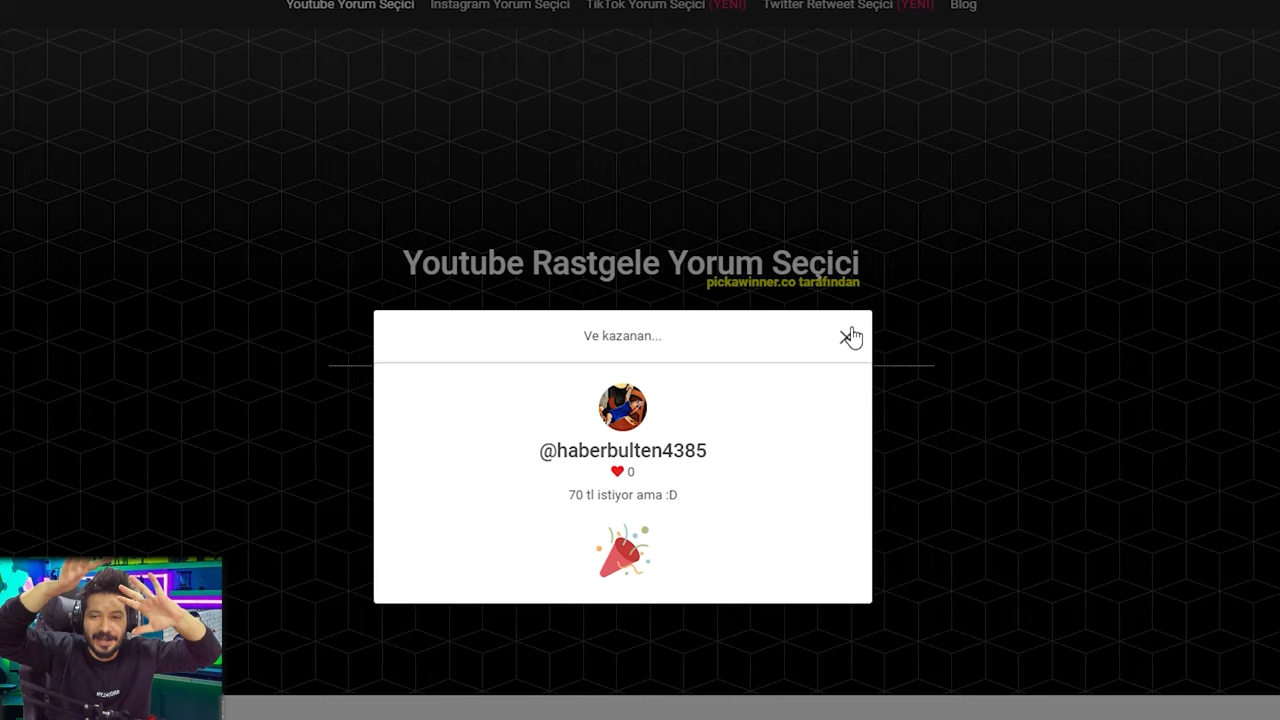 Youtube Yorum Seçici Instagram Yorum Seçici TikTok Yorum Seçici (YENİ) Twitter Retweet Seçici (YENİ) Blog
Youtube Rastgele Yorum Seçici
pickawinner.co tarafından
Ve kazanan...
@haberbulten4385
0
70 tl istiyor ama :D